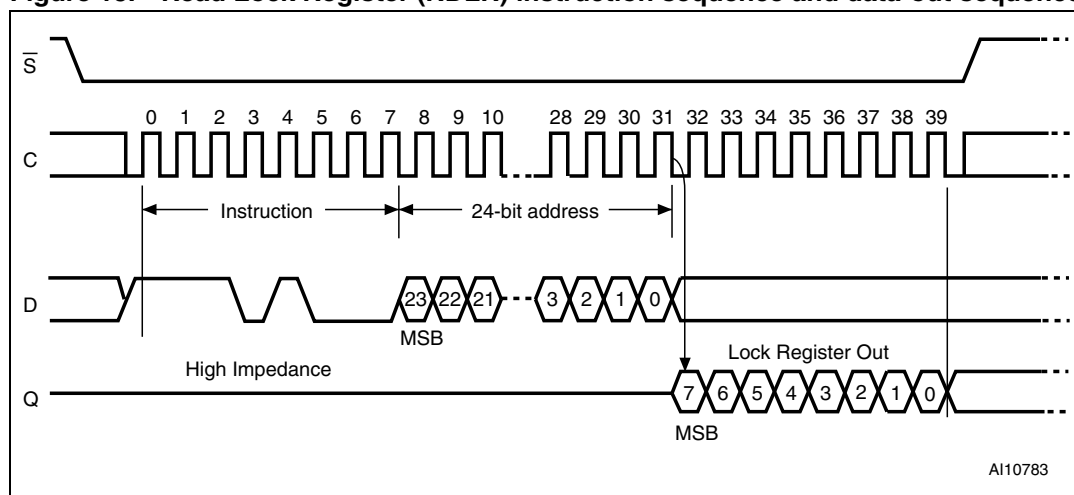 Figure Read Lock Register (RDLR) instruction sequence and data-out sequence
S̅
0 1 2 3 4 5 6 7 8 9 10 28 29 30 31 32 33 34 35 36 37 38 39
C
Instruction 24-bit address
D 23 22 21 3 2 1 0
MSB
High Impedance Lock Register Out
Q 7 6 5 4 3 2 1 0
MSB
AI10783